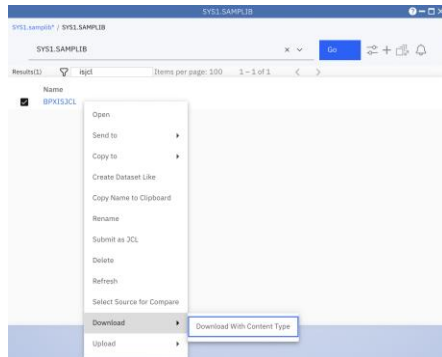 SYS1.SAMPLIB
SYS1.samplib* / SYS1.SAMPLIB
SYS1.SAMPLIB
Go
Results(1)
isjcl
Items per page: 100
1 – 1 of 1
Name
BPXISJCL
Open
Send to
Copy to
Create Dataset Like
Copy Name to Clipboard
Rename
Submit as JCL
Delete
Refresh
Select Source for Compare
Download
Download With Content Type
Upload